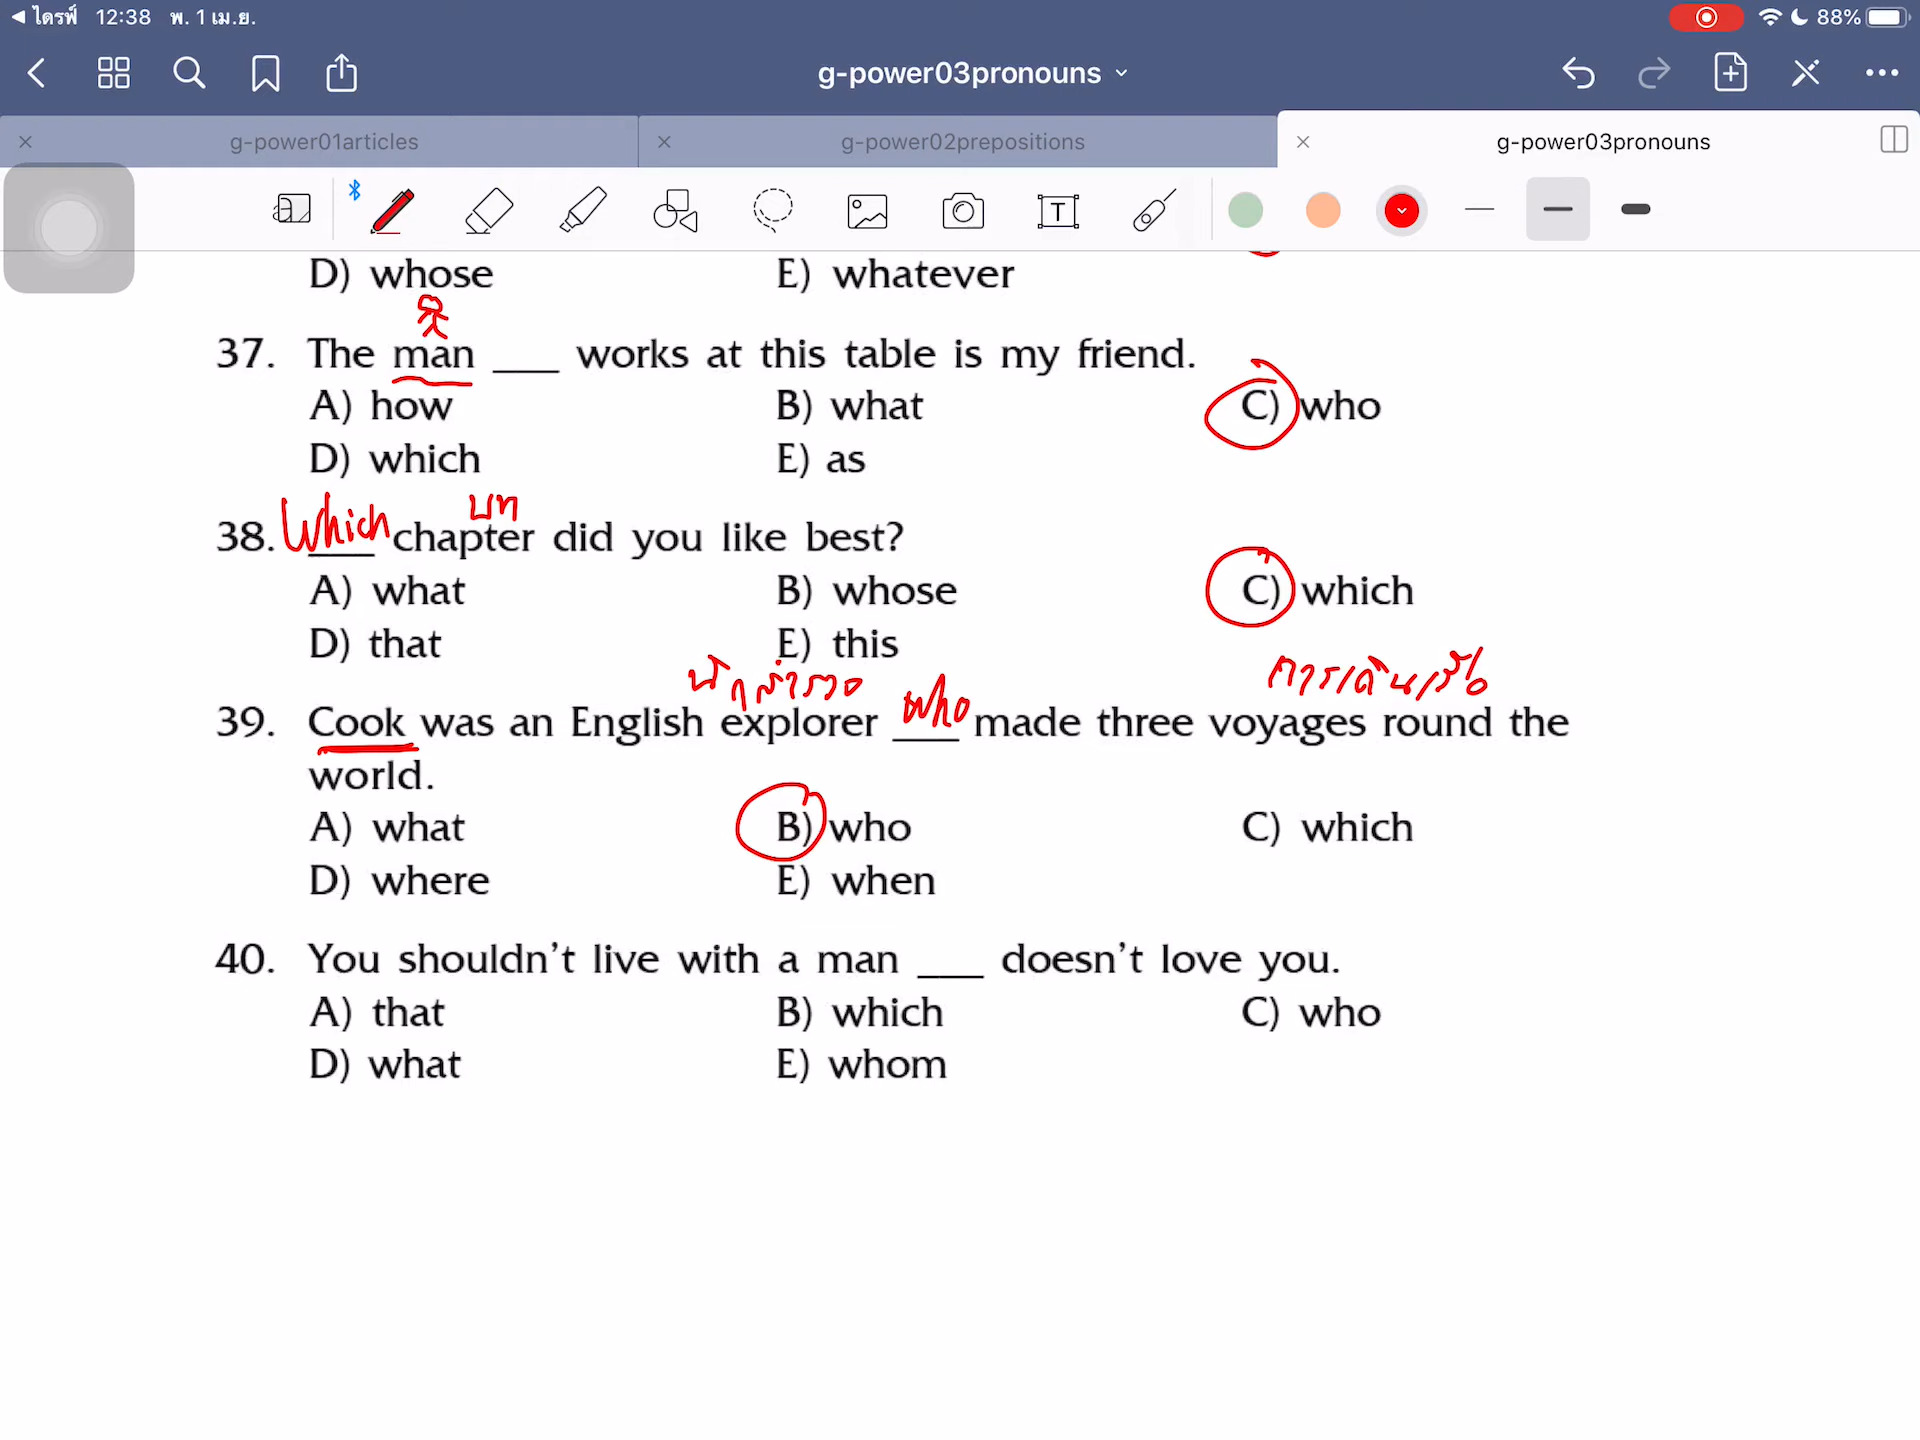 ไดรฟ์ 12:38 พ. 1 เม.ย. 88%
g-power03pronouns
g-power01articles g-power02prepositions g-power03pronouns
D) whose E) whatever
37. The man ___ works at this table is my friend.
A) how B) what C) who
D) which E) as
บท
38. Which chapter did you like best?
A) what B) whose C) which
D) that E) this
นักสำรวจ การเดินเรือ
39. Cook was an English explorer who made three voyages round the
world.
A) what B) who C) which
D) where E) when
40. You shouldn't live with a man ___ doesn't love you.
A) that B) which C) who
D) what E) whom